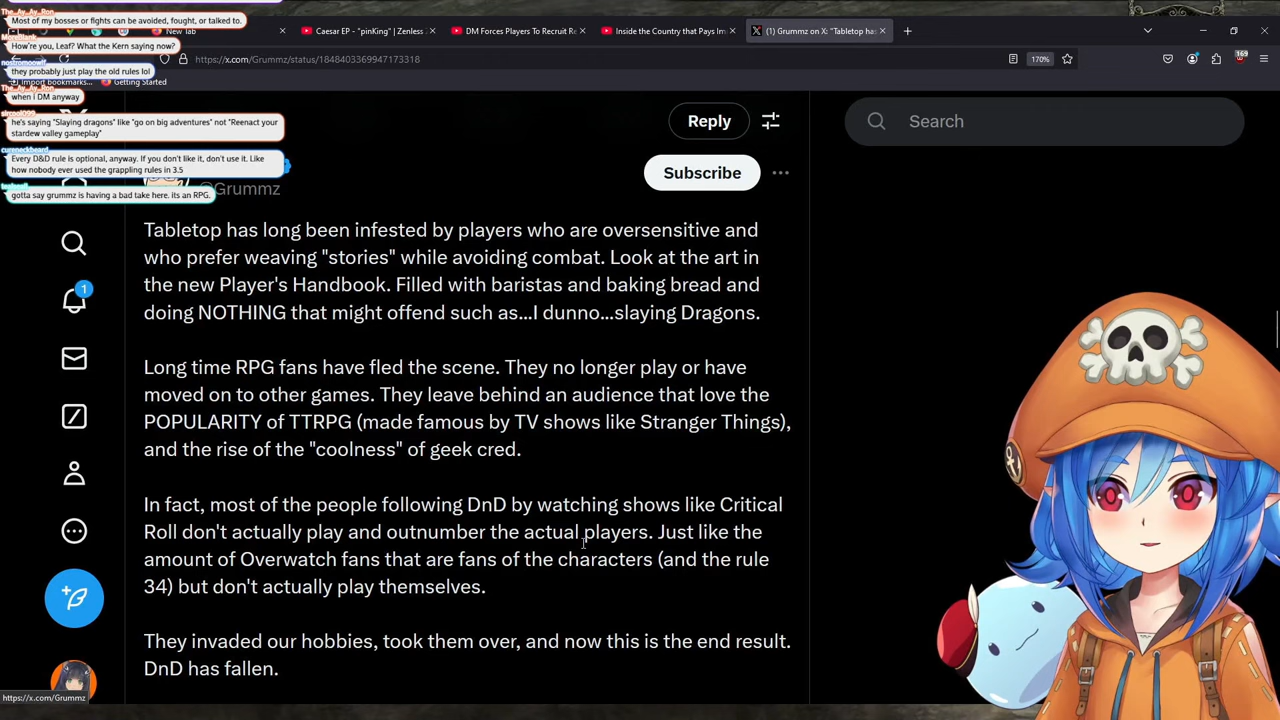 The_Ay_Ay_Ron
Most of my bosses or fights can be avoided, fought, or talked to.
New Tab
Caesar EP - "pinKing" | Zenless
DM Forces Players To Recruit Re
Inside the Country that Pays Im
(1) Grummz on X: "Tabletop has
MoreBlank
How're you, Leaf? What the Kern saying now?
https://x.com/Grummz/status/1848403369947173318
170%
169
they probably just play the old rules lol
Import bookmarks...
Getting Started
The_Ay_Ay_Ron
when I DM anyway
he's saying "Slaying dragons" like "go on big adventures" not "Reenact your
stardew valley gameplay"
Reply
Search
cureneckbeard
Every D&D rule is optional, anyway. If you don't like it, don't use it. Like
how nobody ever used the grappling rules in 3.5
Subscribe
@Grummz
gotta say grummz is having a bad take here. its an RPG.
Tabletop has long been infested by players who are oversensitive and
who prefer weaving "stories" while avoiding combat. Look at the art in
the new Player's Handbook. Filled with baristas and baking bread and
doing NOTHING that might offend such as...I dunno...slaying Dragons.
1
Long time RPG fans have fled the scene. They no longer play or have
moved on to other games. They leave behind an audience that love the
POPULARITY of TTRPG (made famous by TV shows like Stranger Things),
and the rise of the "coolness" of geek cred.
In fact, most of the people following DnD by watching shows like Critical
Roll don't actually play and outnumber the actual players. Just like the
amount of Overwatch fans that are fans of the characters (and the rule
34) but don't actually play themselves.
They invaded our hobbies, took them over, and now this is the end result.
DnD has fallen.
https://x.com/Grummz